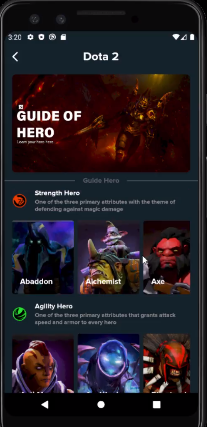 3:20
Dota 2
GUIDE OF
HERO
Learn your hero here
Guide Hero
Strength Hero
One of the three primary attributes with the theme of
defending against magic damage
Abaddon
Alchemist
Axe
Agility Hero
One of the three primary attributes that grants attack
speed and armor to every hero